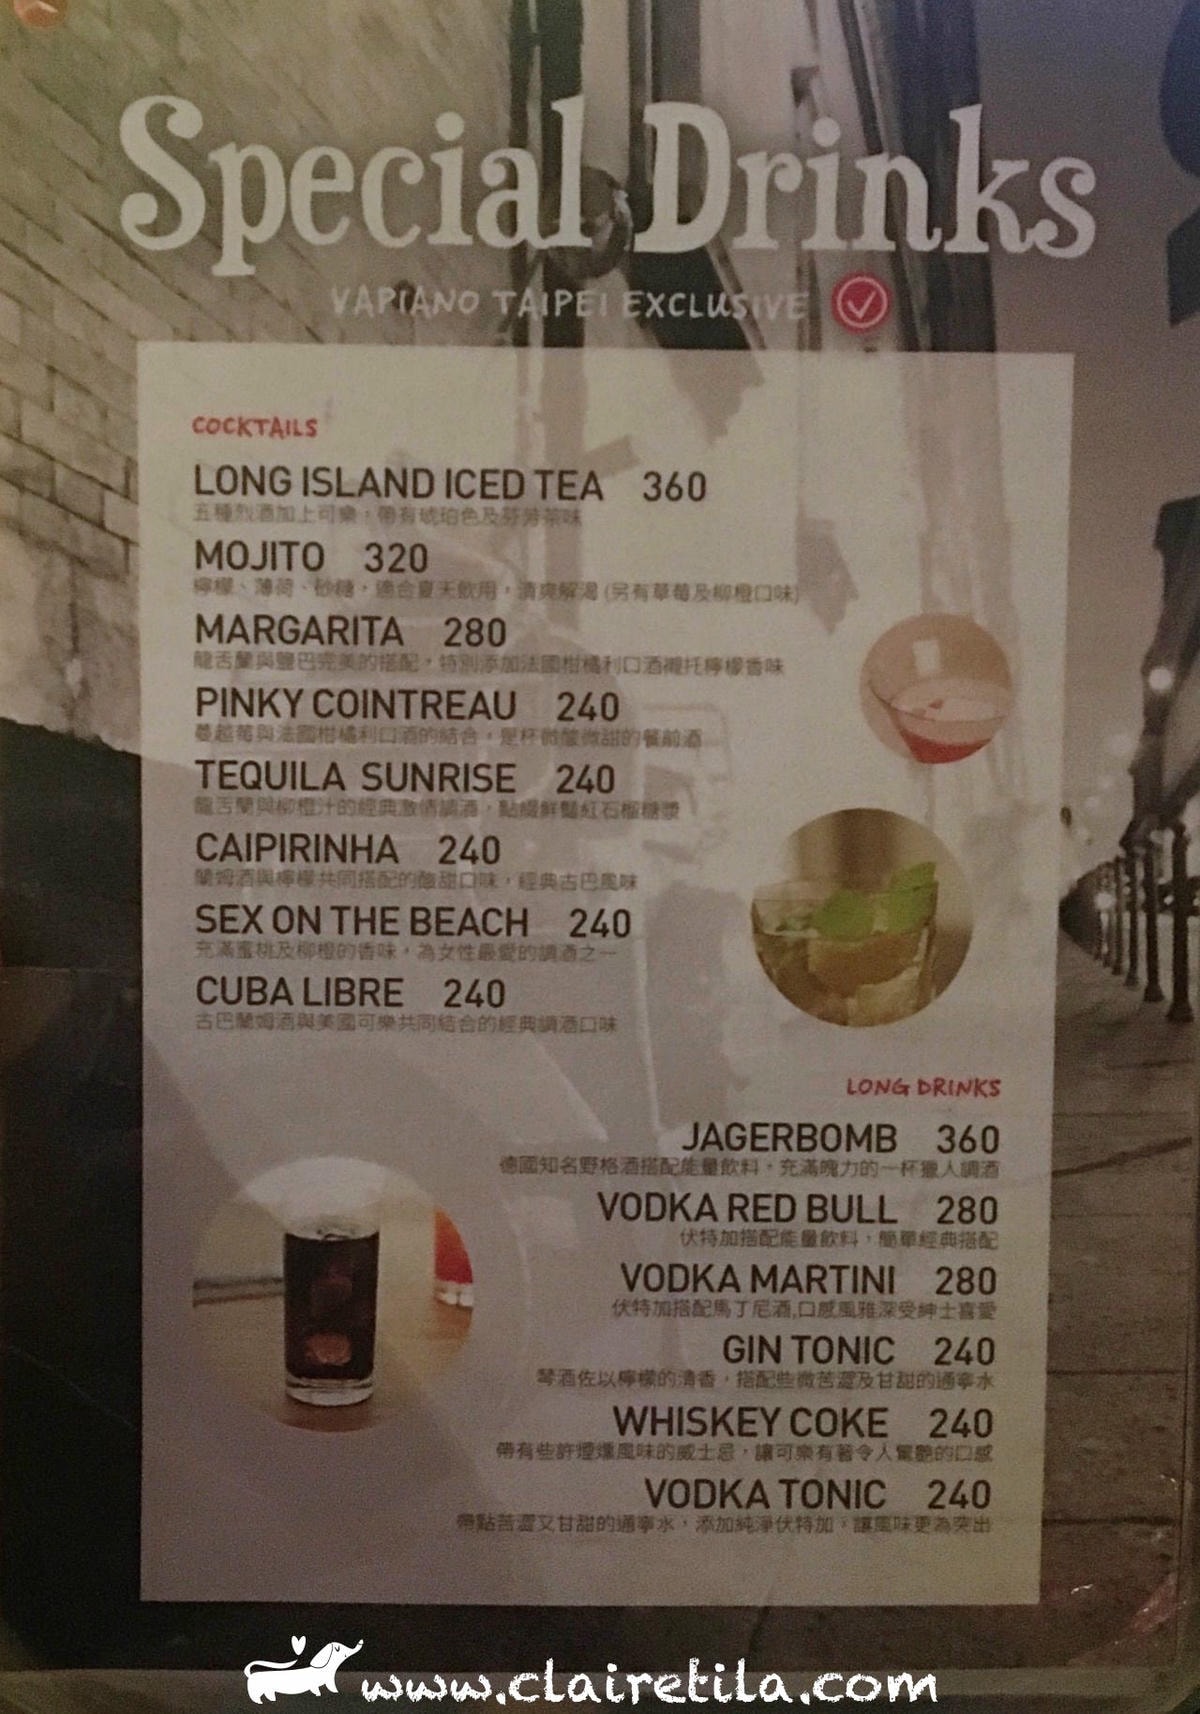 Special Drinks
VAPIANO TAIPEI EXCLUSIVE
COCKTAILS
LONG ISLAND ICED TEA 360
五種烈酒加上可樂，帶有琥珀色及芬芳茶味
MOJITO 320
檸檬、薄荷、砂糖，適合夏天飲用，清爽解渴 (另有草莓及柳橙口味)
MARGARITA 280
龍舌蘭與鹽巴完美的搭配，特別添加法國柑橘利口酒襯托檸檬香味
PINKY COINTREAU 240
蔓越莓與法國柑橘利口酒的結合，是杯微酸微甜的餐前酒
TEQUILA SUNRISE 240
龍舌蘭與柳橙汁的經典激情調酒，點綴鮮豔紅石榴糖漿
CAIPIRINHA 240
蘭姆酒與檸檬共同搭配的酸甜口味，經典古巴風味
SEX ON THE BEACH 240
充滿蜜桃及柳橙的香味，為女性最愛的調酒之一
CUBA LIBRE 240
古巴蘭姆酒與美國可樂共同結合的經典調酒口味
LONG DRINKS
JAGERBOMB 360
德國知名野格酒搭配能量飲料，充滿魄力的一杯獵人調酒
VODKA RED BULL 280
伏特加搭配能量飲料，簡單經典搭配
VODKA MARTINI 280
伏特加搭配馬丁尼酒,口感風雅深受紳士喜愛
GIN TONIC 240
琴酒佐以檸檬的清香，搭配些微苦澀及甘甜的通寧水
WHISKEY COKE 240
帶有些許煙燻風味的威士忌，讓可樂有著令人驚艷的口感
VODKA TONIC 240
帶點苦澀又甘甜的通寧水，添加純淨伏特加，讓風味更為突出
www.clairetila.com